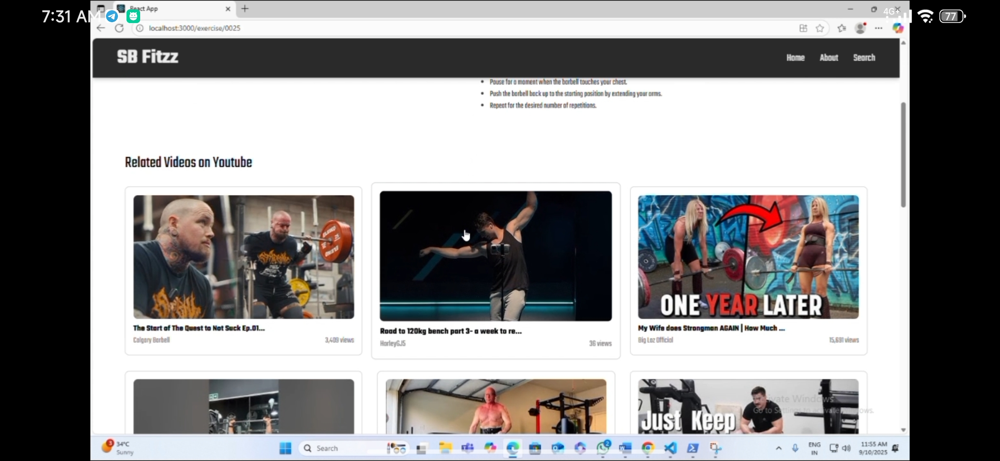 7:31 AM
4G+
77
React App
localhost:3000/exercise/0025
SB Fitzz
Home About Search
Pause for a moment when the barbell touches your chest.
Push the barbell back up to the starting position by extending your arms.
Repeat for the desired number of repetitions.
Related Videos on Youtube
ELEIKO
25
ONE YEAR LATER
The Start of The Quest to Not Suck Ep.01...
Calgary Barbell 3,409 views
Road to 120kg bench part 3- a week to re...
HarleyGJ5 36 views
My Wife does Strongman AGAIN | How Much ...
Big Loz Official 15,691 views
Just Keep
Activate Windows
Go to Settings to activate Windows.
3
34°C
Sunny
Search
2
ENG
IN
11:55 AM
9/10/2025